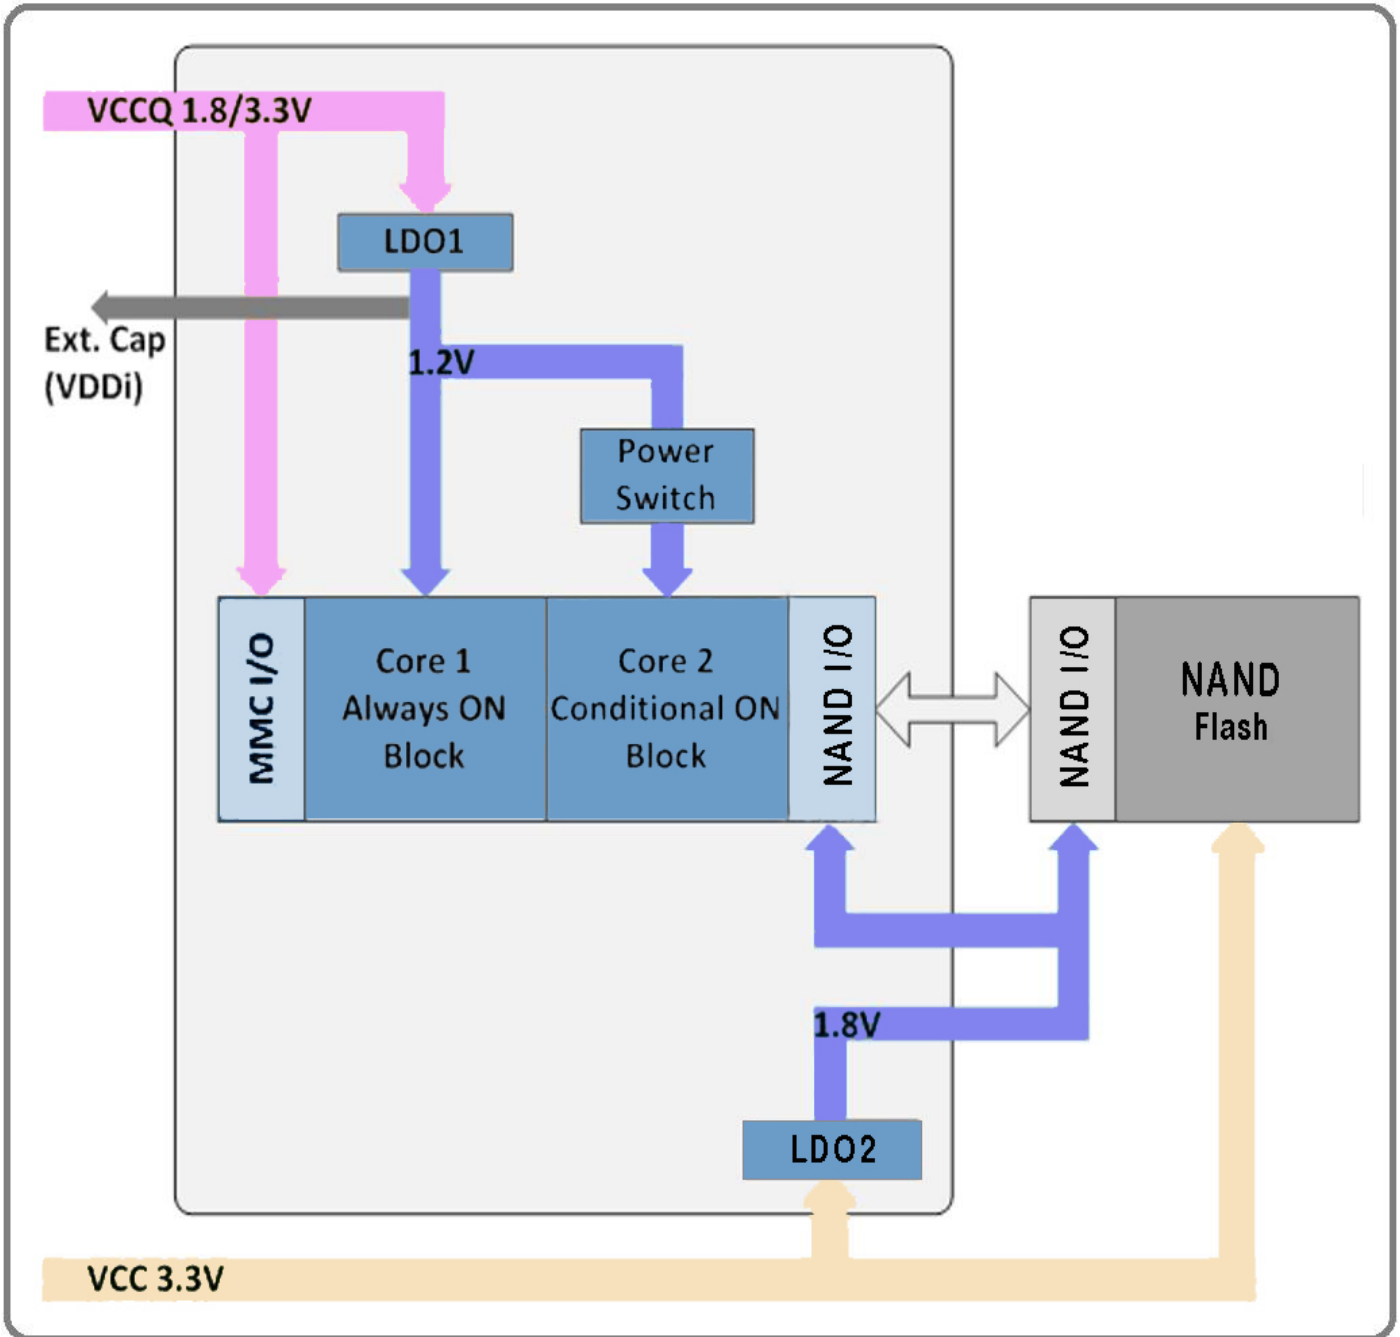 VCCQ 1.8/3.3V
LDO1
Ext. Cap
(VDDi)
1.2V
Power
Switch
MMC I/O
Core 1
Always ON
Block
Core 2
Conditional ON
Block
NAND I/O
NAND I/O
NAND
Flash
1.8V
LDO2
VCC 3.3V